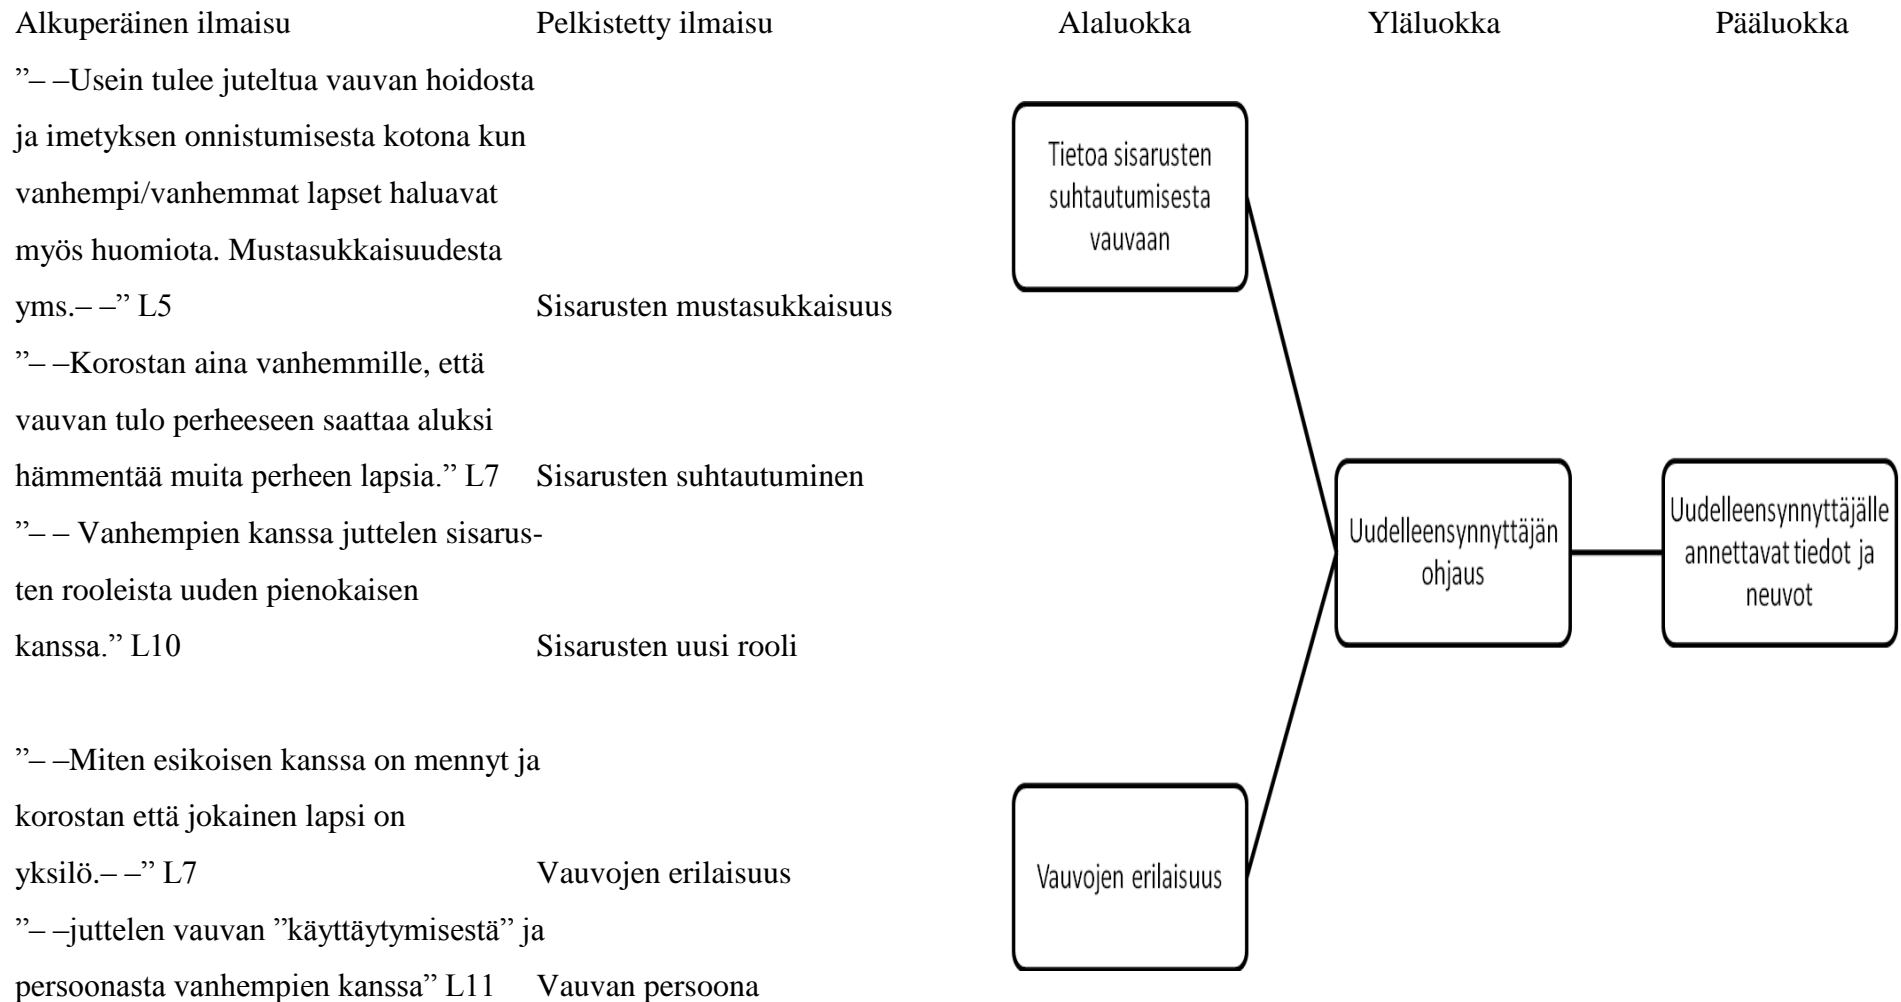 Alkuperäinen ilmaisu Pelkistetty ilmaisu Alaluokka Yläluokka Pääluokka
”– –Usein tulee juteltua vauvan hoidosta
ja imetyksen onnistumisesta kotona kun
vanhempi/vanhemmat lapset haluavat
myös huomiota. Mustasukkaisuudesta
yms.– –” L5 Sisarusten mustasukkaisuus
”– –Korostan aina vanhemmille, että
vauvan tulo perheeseen saattaa aluksi
hämmentää muita perheen lapsia.” L7 Sisarusten suhtautuminen
”– – Vanhempien kanssa juttelen sisarus-
ten rooleista uuden pienokaisen
kanssa.” L10 Sisarusten uusi rooli
”– –Miten esikoisen kanssa on mennyt ja
korostan että jokainen lapsi on
yksilö.– –” L7 Vauvojen erilaisuus
”– –juttelen vauvan ”käyttäytymisestä” ja
persoonasta vanhempien kanssa” L11 Vauvan persoona
Tietoa sisarusten
suhtautumisesta
vauvaan
Vauvojen erilaisuus
Uudelleensynnyttäjän
ohjaus
Uudelleensynnyttäjälle
annettavat tiedot ja
neuvot